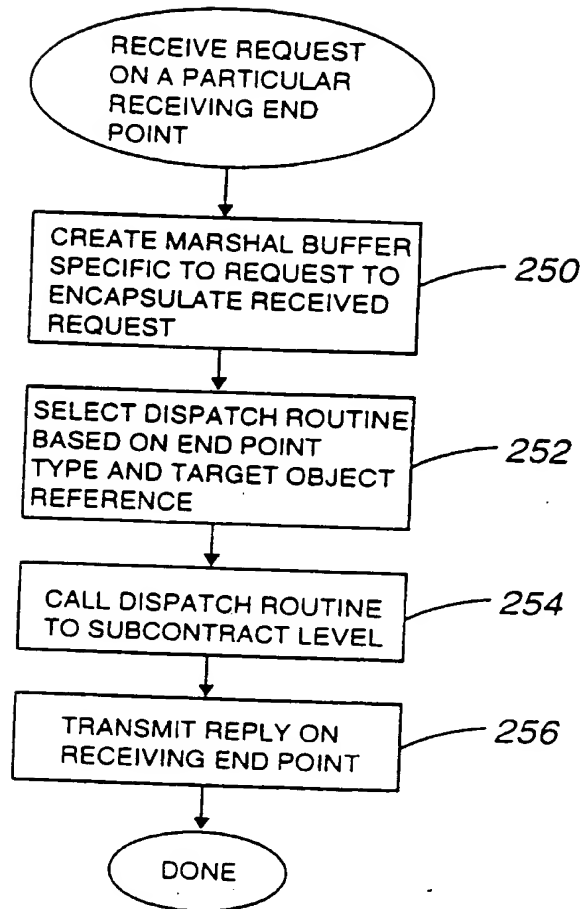 RECEIVE REQUEST
ON A PARTICULAR
RECEIVING END
POINT
CREATE MARSHAL BUFFER
SPECIFIC TO REQUEST TO
ENCAPSULATE RECEIVED
REQUEST
250
SELECT DISPATCH ROUTINE
BASED ON END POINT
TYPE AND TARGET OBJECT
REFERENCE
252
CALL DISPATCH ROUTINE
TO SUBCONTRACT LEVEL
254
TRANSMIT REPLY ON
RECEIVING END POINT
256
DONE